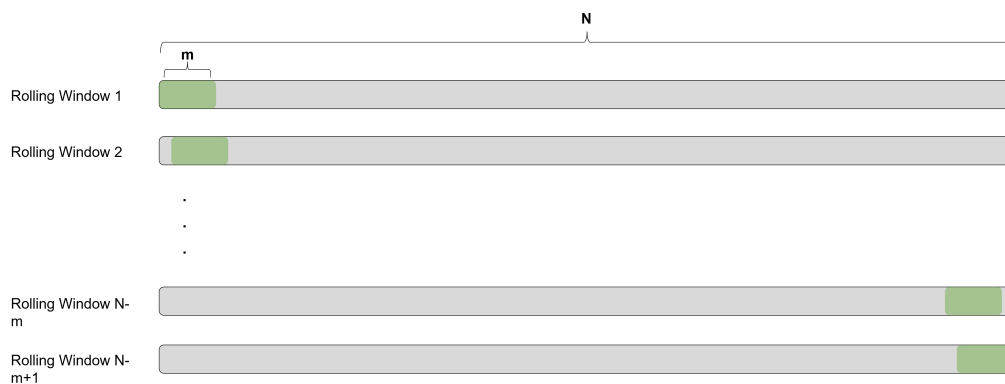 N
m
Rolling Window 1
Rolling Window 2
.
.
.
Rolling Window N-
m
Rolling Window N-
m+1